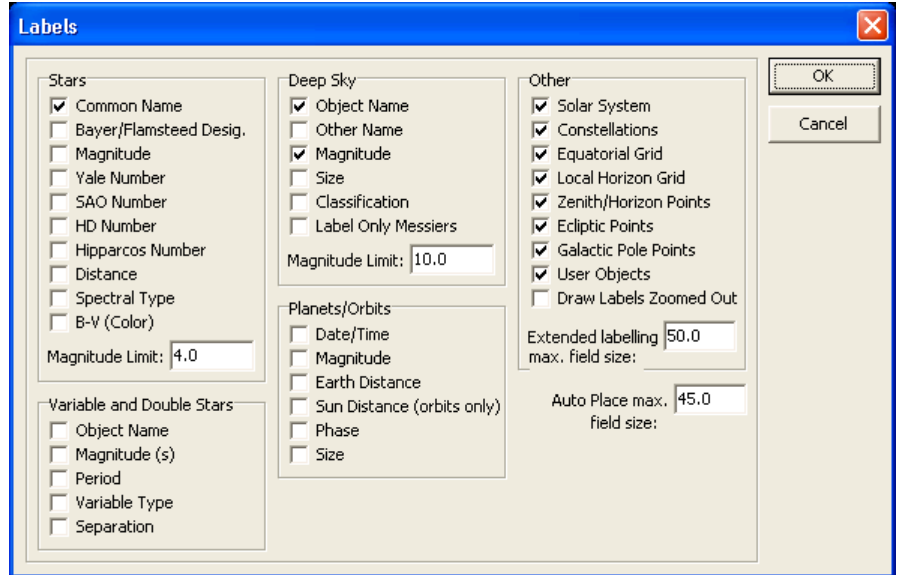 Labels
Stars
Common Name
Bayer/Flamsteed Desig.
Magnitude
Yale Number
SAO Number
HD Number
Hipparcos Number
Distance
Spectral Type
B-V (Color)
Magnitude Limit: 4.0
Variable and Double Stars
Object Name
Magnitude (s)
Period
Variable Type
Separation
Deep Sky
Object Name
Other Name
Magnitude
Size
Classification
Label Only Messiers
Magnitude Limit: 10.0
Planets/Orbits
Date/Time
Magnitude
Earth Distance
Sun Distance (orbits only)
Phase
Size
Other
Solar System
Constellations
Equatorial Grid
Local Horizon Grid
Zenith/Horizon Points
Ecliptic Points
Galactic Pole Points
User Objects
Draw Labels Zoomed Out
Extended labelling 50.0
max. field size:
Auto Place max. 45.0
field size:
OK
Cancel